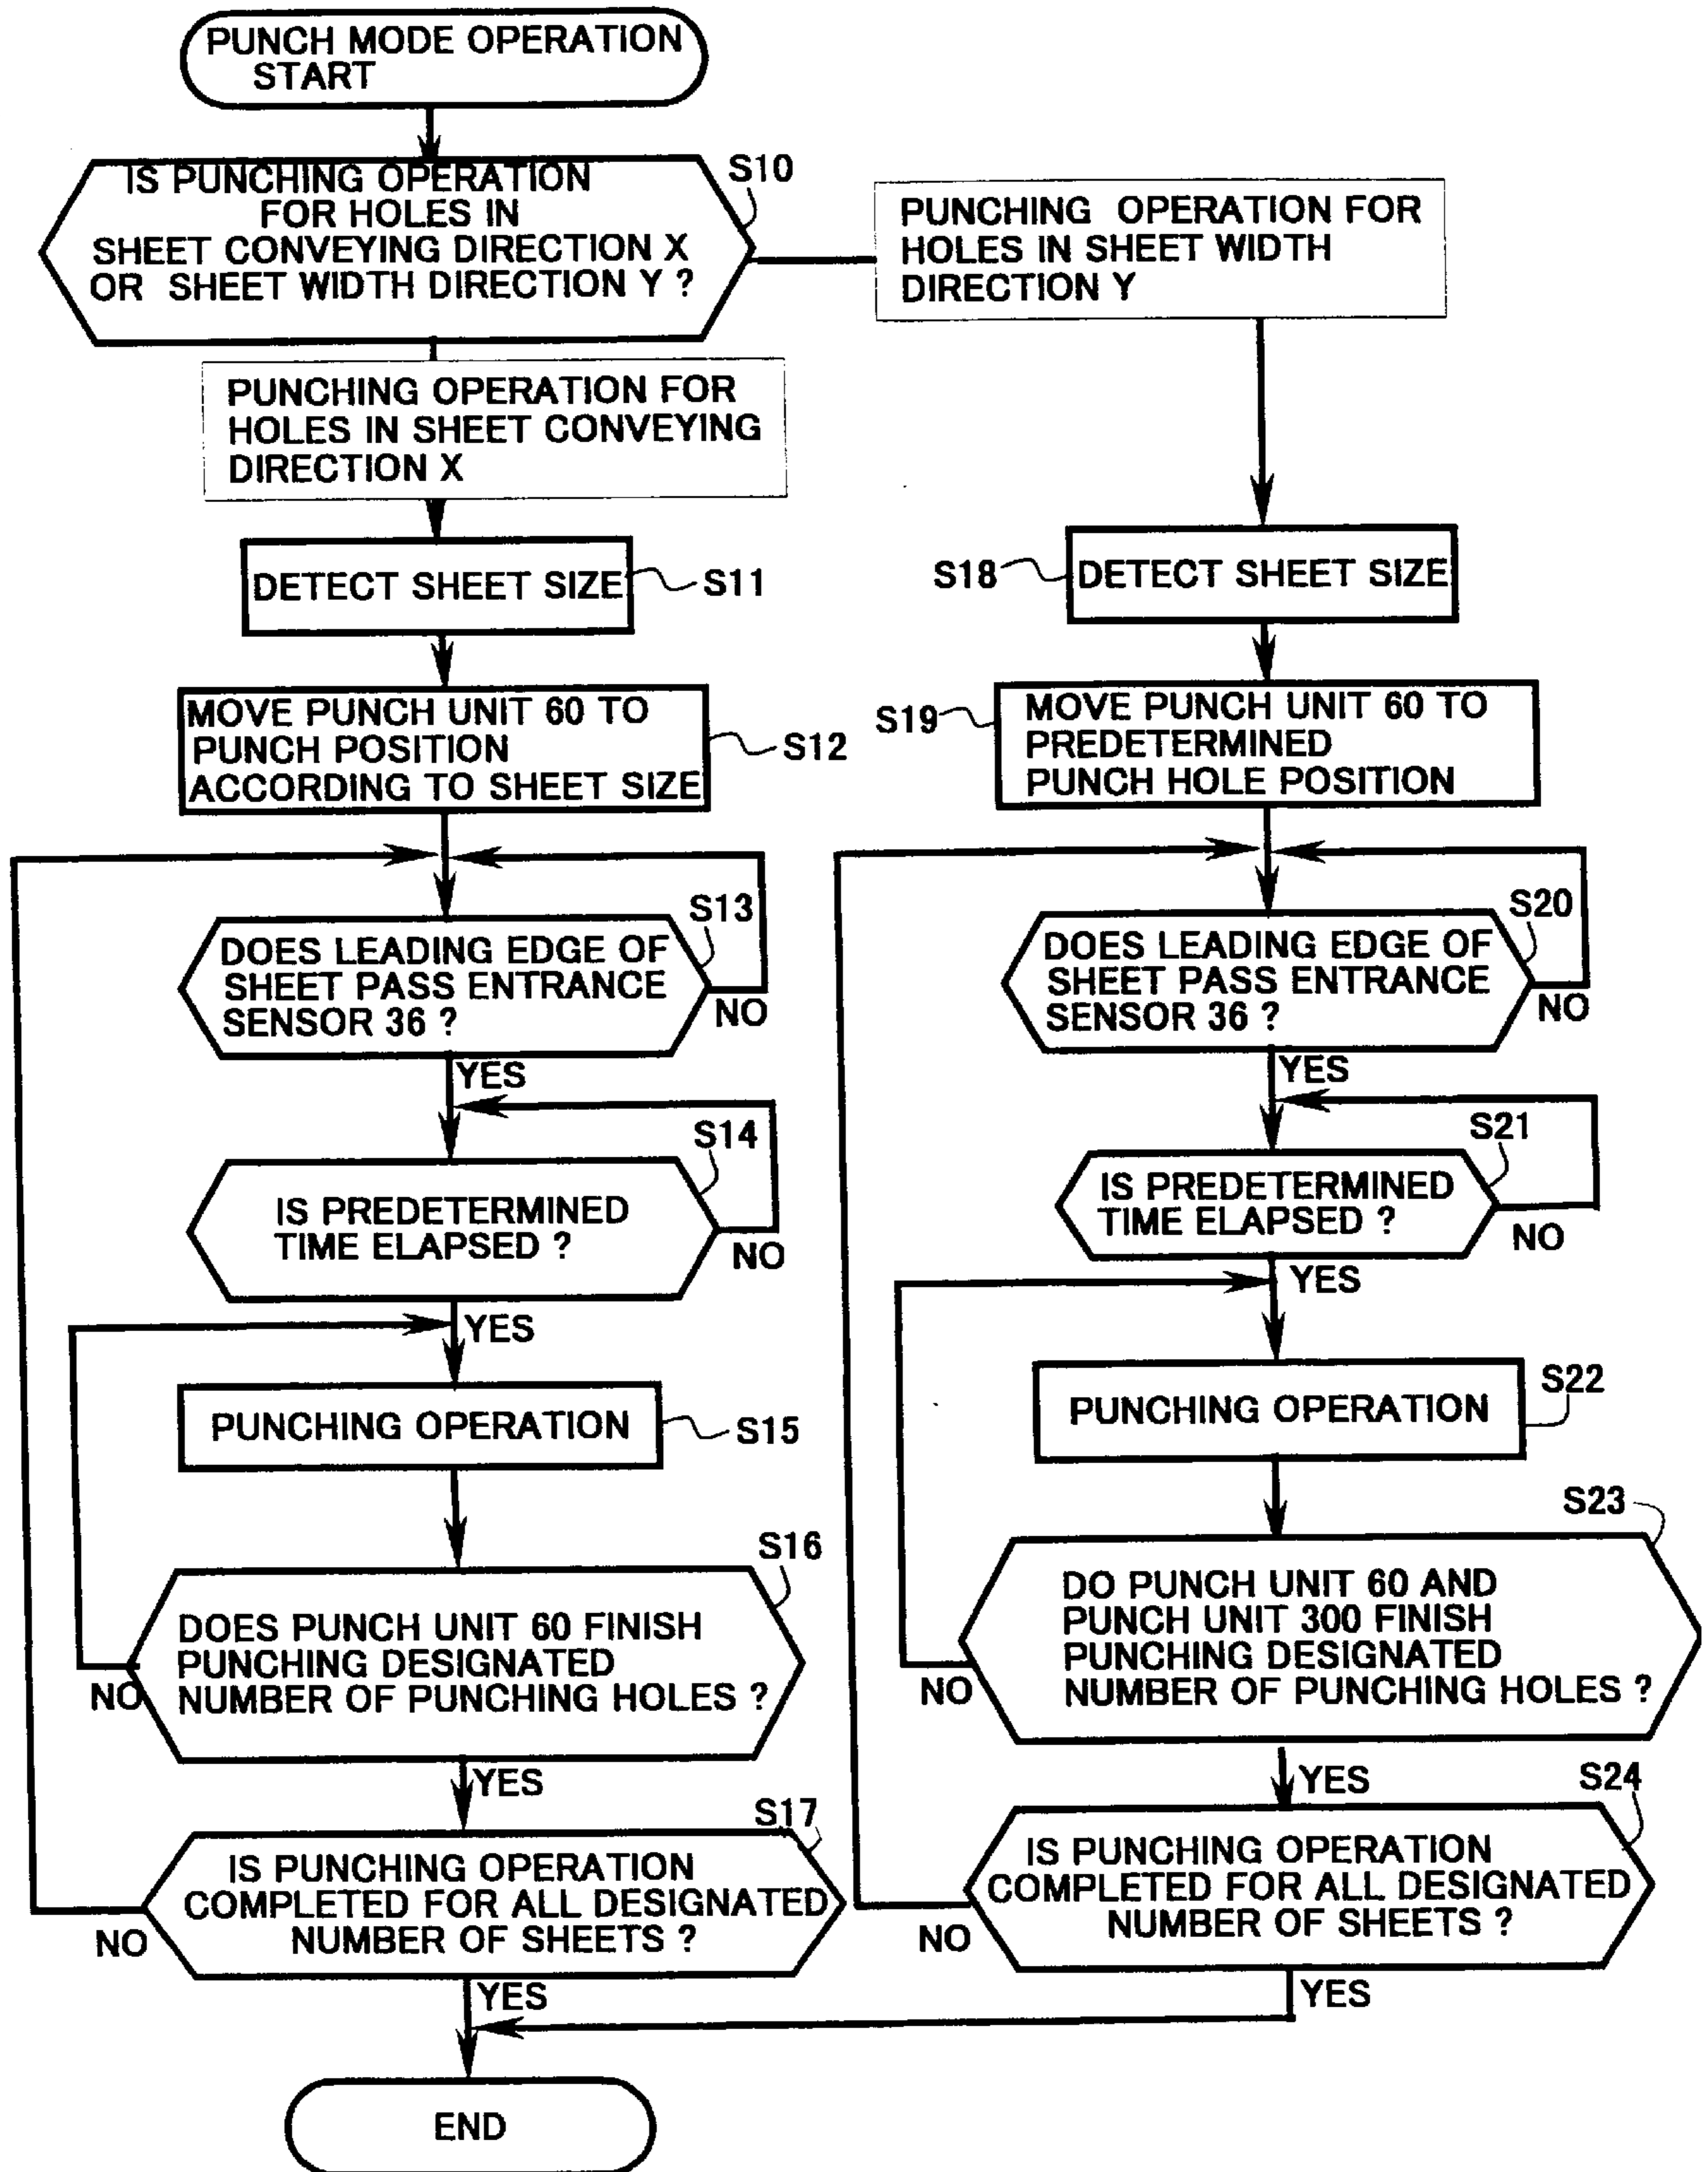 PUNCH MODE OPERATION
START
IS PUNCHING OPERATION
FOR HOLES IN
SHEET CONVEYING DIRECTION X
OR SHEET WIDTH DIRECTION Y ?
S10
PUNCHING OPERATION FOR
HOLES IN SHEET WIDTH
DIRECTION Y
PUNCHING OPERATION FOR
HOLES IN SHEET CONVEYING
DIRECTION X
DETECT SHEET SIZE
S11
MOVE PUNCH UNIT 60 TO
PUNCH POSITION
ACCORDING TO SHEET SIZE
S12
S13
DOES LEADING EDGE OF
SHEET PASS ENTRANCE
SENSOR 36 ?
NO
YES
S14
IS PREDETERMINED
TIME ELAPSED ?
NO
YES
PUNCHING OPERATION
S15
S16
DOES PUNCH UNIT 60 FINISH
PUNCHING DESIGNATED
NUMBER OF PUNCHING HOLES ?
NO
YES
S17
IS PUNCHING OPERATION
COMPLETED FOR ALL DESIGNATED
NUMBER OF SHEETS ?
NO
YES
S18
DETECT SHEET SIZE
S19
MOVE PUNCH UNIT 60 TO
PREDETERMINED
PUNCH HOLE POSITION
S20
DOES LEADING EDGE OF
SHEET PASS ENTRANCE
SENSOR 36 ?
NO
YES
S21
IS PREDETERMINED
TIME ELAPSED ?
NO
YES
PUNCHING OPERATION
S22
S23
DO PUNCH UNIT 60 AND
PUNCH UNIT 300 FINISH
PUNCHING DESIGNATED
NUMBER OF PUNCHING HOLES ?
NO
YES
S24
IS PUNCHING OPERATION
COMPLETED FOR ALL DESIGNATED
NUMBER OF SHEETS ?
NO
YES
END